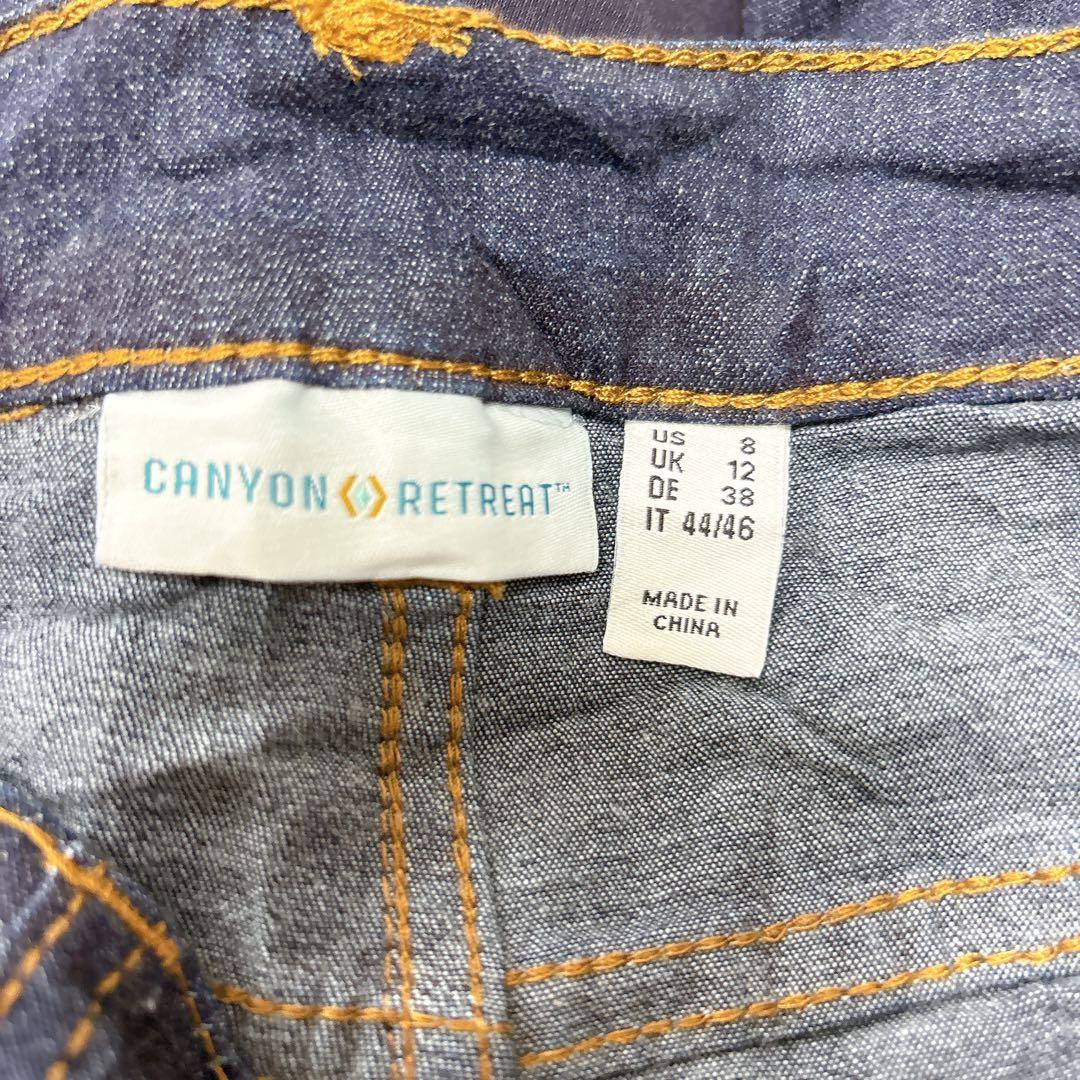 CANYON RETREAT™
US 8
UK 12
DE 38
IT 44/46
MADE IN
CHINA